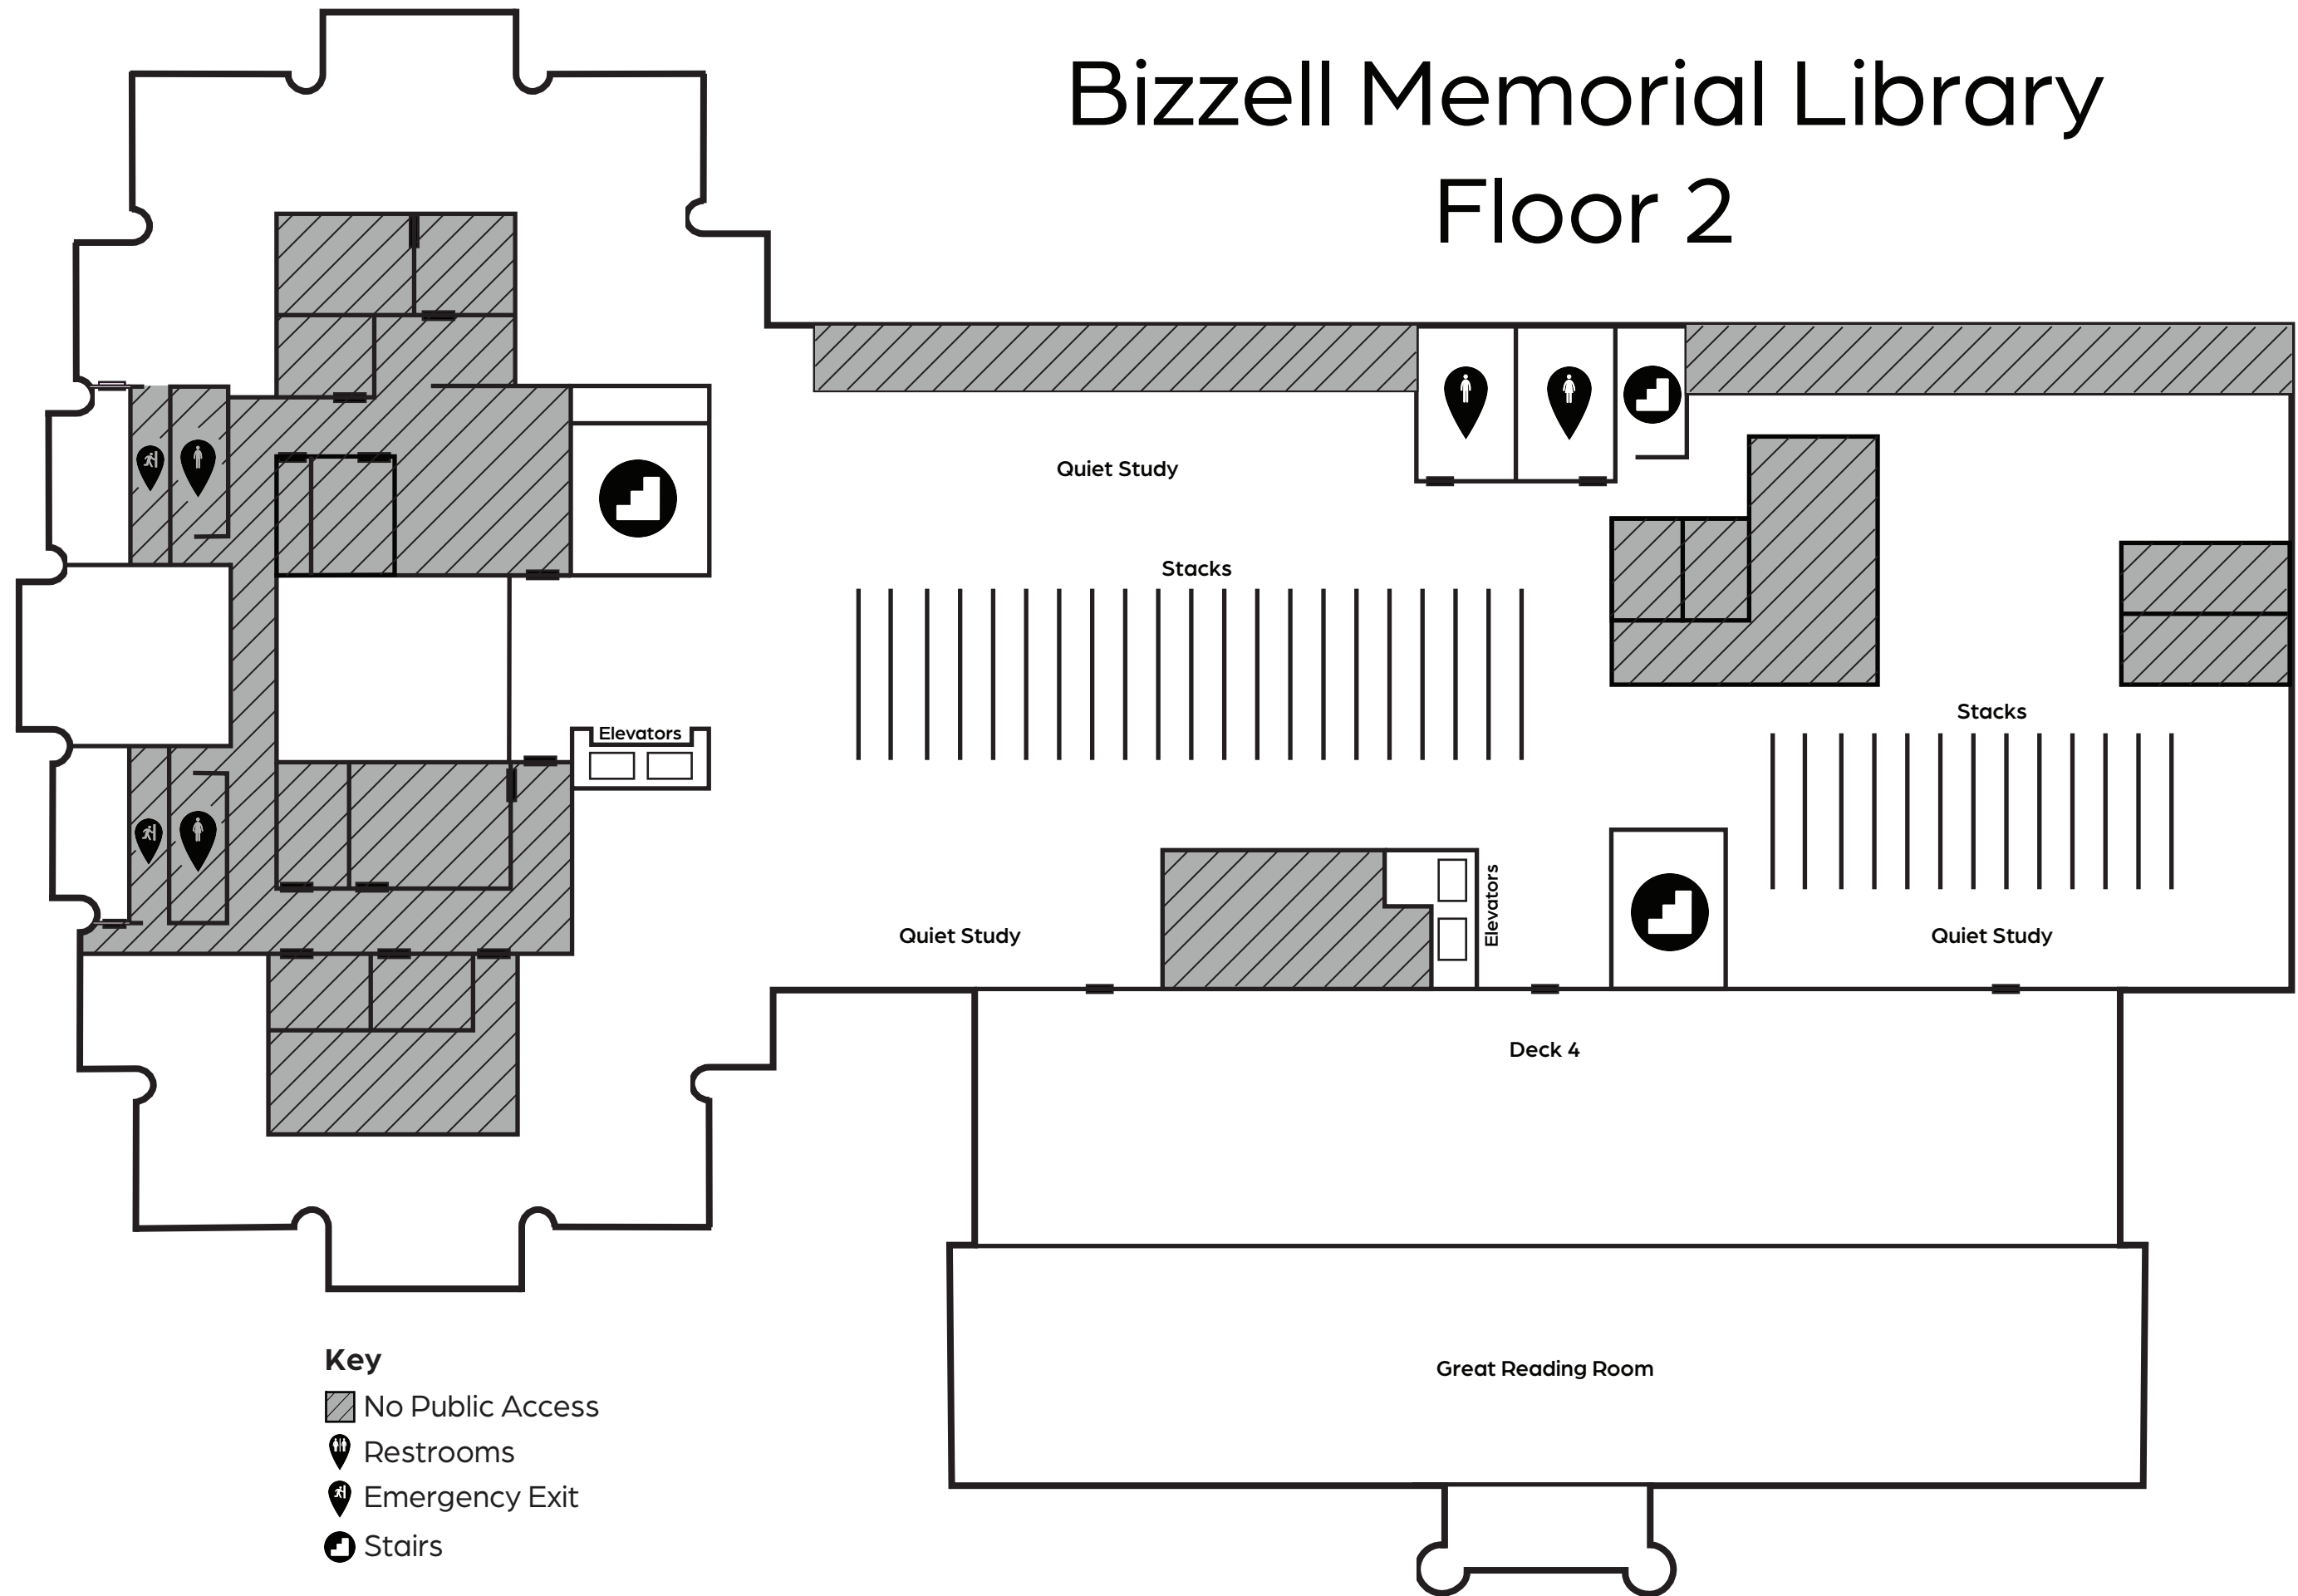 Bizzell Memorial Library
Floor 2
Quiet Study
Stacks
Stacks
Elevators
Elevators
Quiet Study
Quiet Study
Deck 4
Great Reading Room
Key
No Public Access
Restrooms
Emergency Exit
Stairs